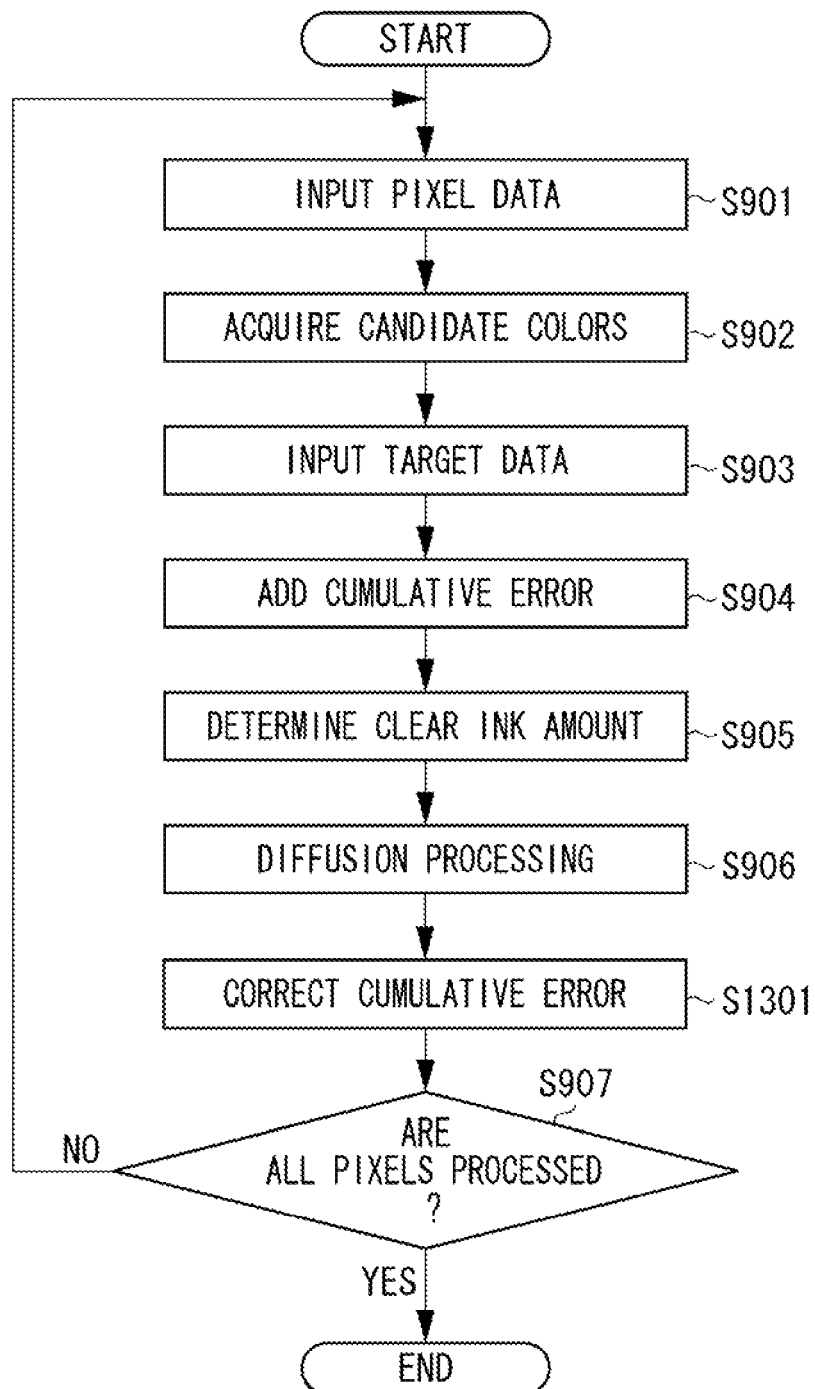 START
INPUT PIXEL DATA
S901
ACQUIRE CANDIDATE COLORS
S902
INPUT TARGET DATA
S903
ADD CUMULATIVE ERROR
S904
DETERMINE CLEAR INK AMOUNT
S905
DIFFUSION PROCESSING
S906
CORRECT CUMULATIVE ERROR
S1301
S907
ARE
ALL PIXELS PROCESSED
?
NO
YES
END